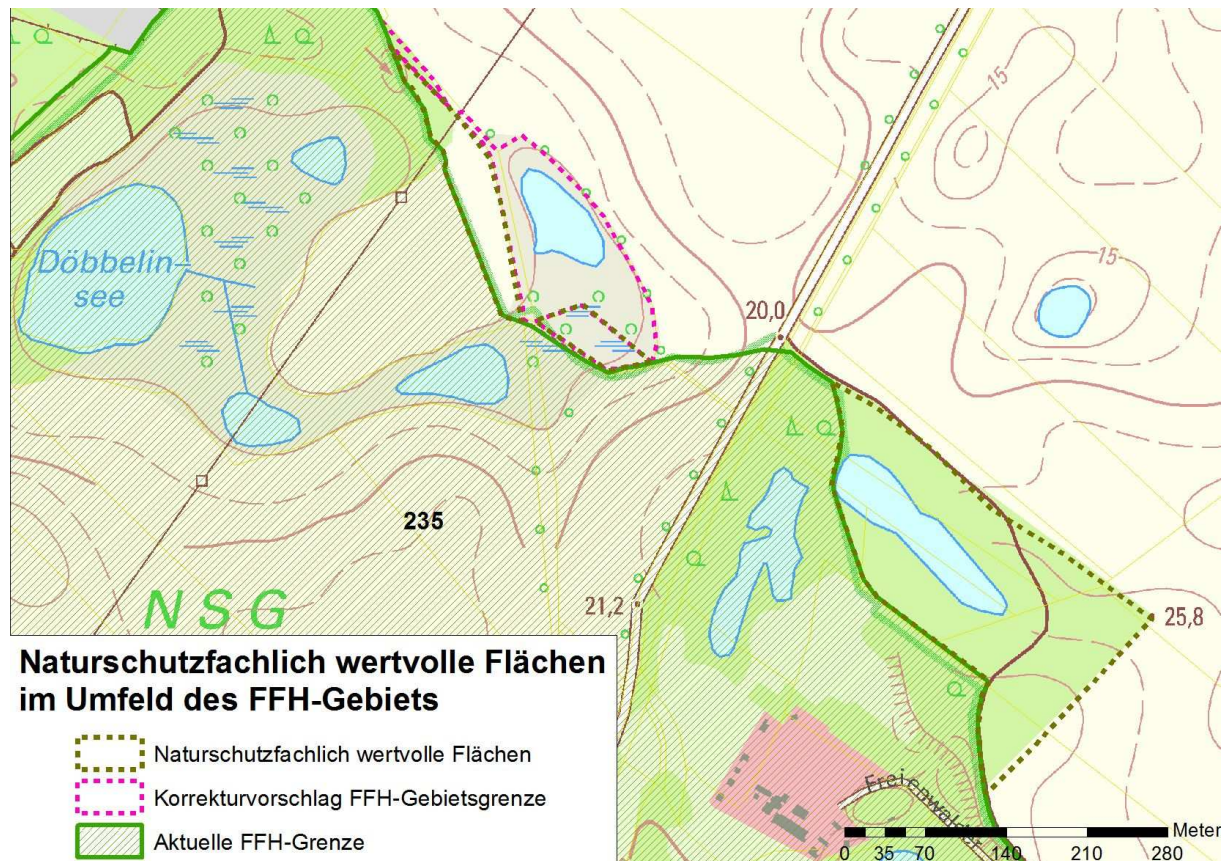 15
15
Döbbelin-
see
20,0
235
21,2
25,8
NSG
Naturschutzfachlich wertvolle Flächen
im Umfeld des FFH-Gebiets
Naturschutzfachlich wertvolle Flächen
Korrekturvorschlag FFH-Gebietsgrenze
Aktuelle FFH-Grenze
Freienwalder
Meter
0 35 70 140 210 280